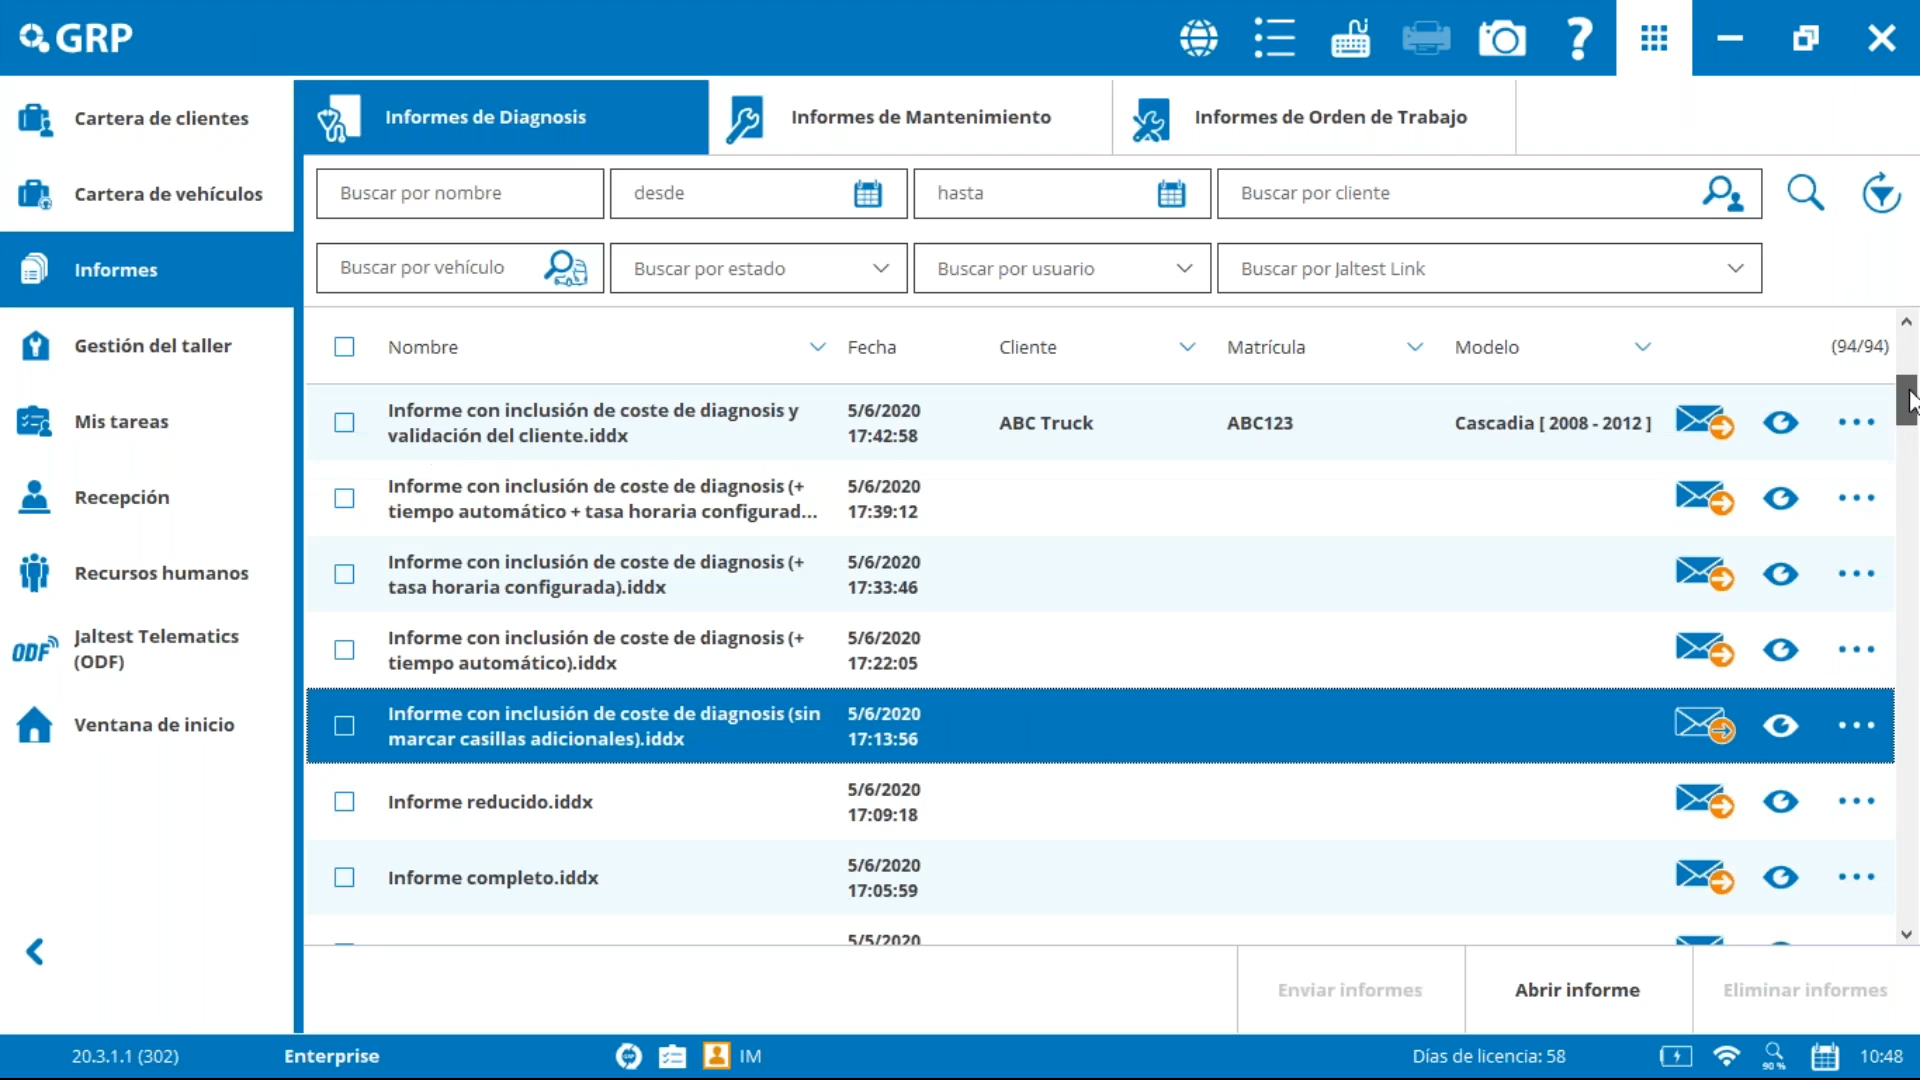 GRP
Cartera de clientes
Cartera de vehículos
Informes
Gestión del taller
Mis tareas
Recepción
Recursos humanos
ODF
Jaltest Telematics
(ODF)
Ventana de inicio
Informes de Diagnosis
Informes de Mantenimiento
Informes de Orden de Trabajo
Buscar por nombre
desde
hasta
Buscar por cliente
Buscar por vehículo
Buscar por estado
Buscar por usuario
Buscar por Jaltest Link
Nombre
Fecha
Cliente
Matrícula
Modelo
(94/94)
Informe con inclusión de coste de diagnosis y
validación del cliente.iddx
5/6/2020
17:42:58
ABC Truck
ABC123
Cascadia [ 2008 - 2012 ]
Informe con inclusión de coste de diagnosis (+
tiempo automático + tasa horaria configurad...
5/6/2020
17:39:12
Informe con inclusión de coste de diagnosis (+
tasa horaria configurada).iddx
5/6/2020
17:33:46
Informe con inclusión de coste de diagnosis (+
tiempo automático).iddx
5/6/2020
17:22:05
Informe con inclusión de coste de diagnosis (sin
marcar casillas adicionales).iddx
5/6/2020
17:13:56
Informe reducido.iddx
5/6/2020
17:09:18
Informe completo.iddx
5/6/2020
17:05:59
5/5/2020
Enviar informes
Abrir informe
Eliminar informes
20.3.1.1 (302)
Enterprise
IM
Días de licencia: 58
90 %
10:48